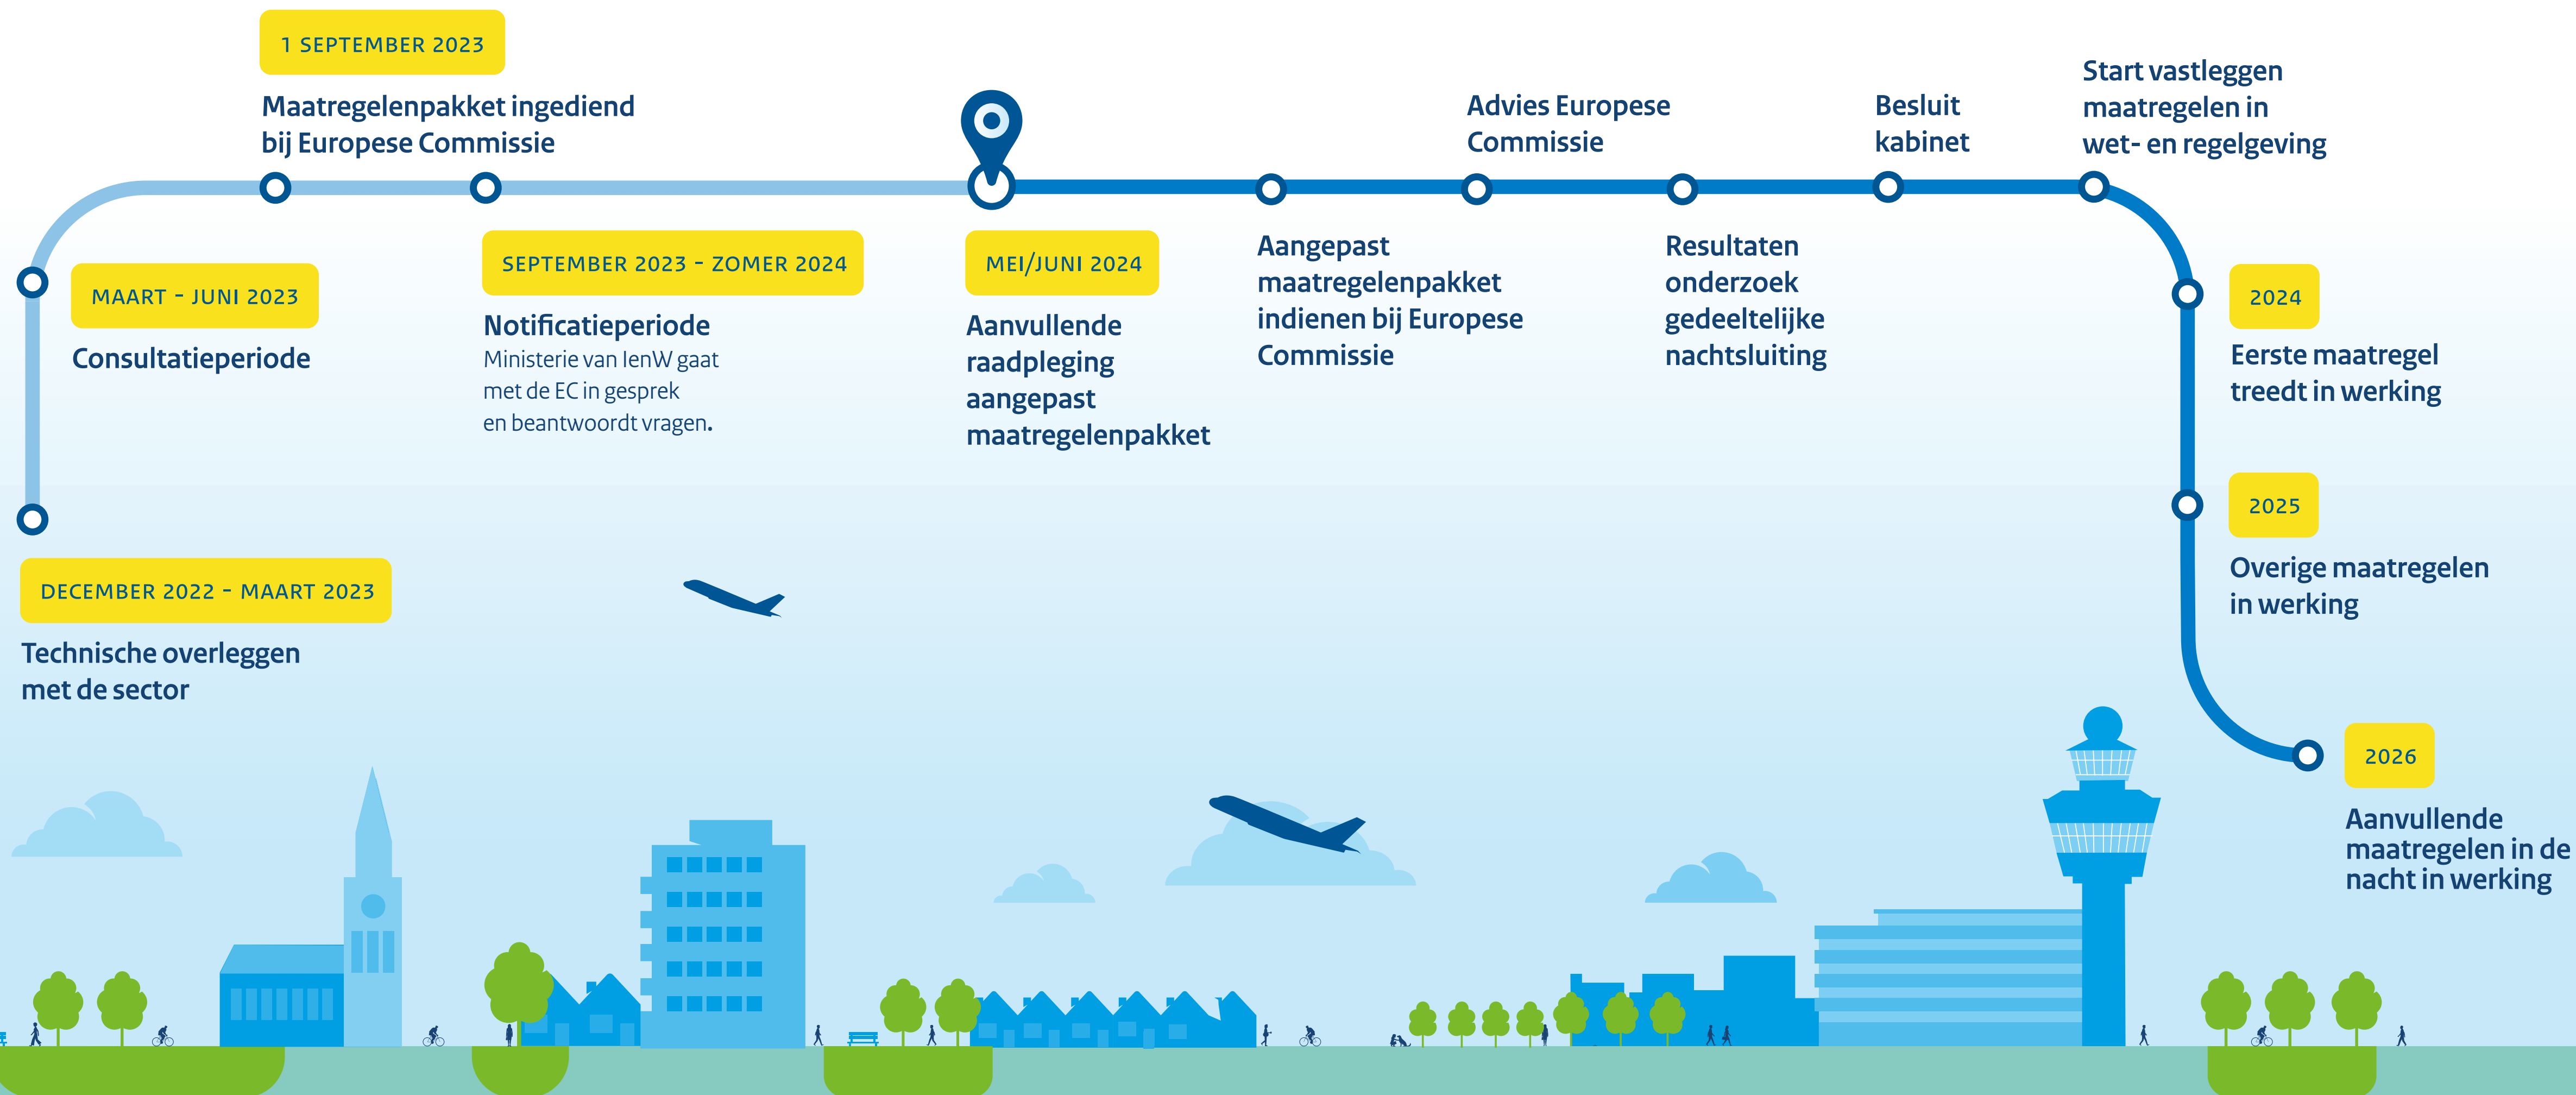 DECEMBER 2022 - MAART 2023
Technische overleggen
met de sector
MAART - JUNI 2023
Consultatieperiode
1 SEPTEMBER 2023
Maatregelenpakket ingediend
bij Europese Commissie
SEPTEMBER 2023 - ZOMER 2024
Notificatieperiode
Ministerie van IenW gaat
met de EC in gesprek
en beantwoordt vragen.
MEI/JUNI 2024
Aanvullende
raadpleging
aangepast
maatregelenpakket
Aangepast
maatregelenpakket
indienen bij Europese
Commissie
Advies Europese
Commissie
Resultaten
onderzoek
gedeeltelijke
nachtsluiting
Besluit
kabinet
Start vastleggen
maatregelen in
wet- en regelgeving
2024
Eerste maatregel
treedt in werking
2025
Overige maatregelen
in werking
2026
Aanvullende
maatregelen in de
nacht in werking